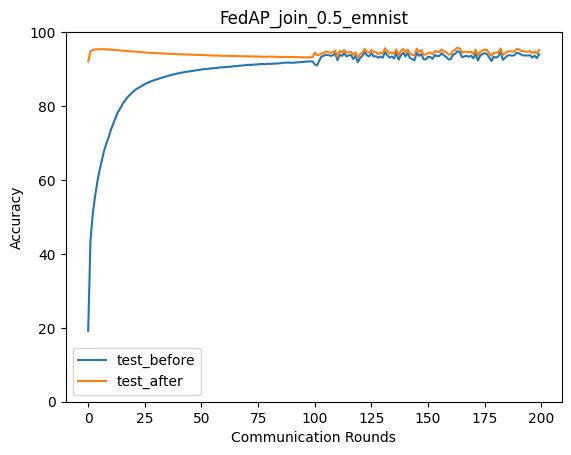 FedAP_join_0.5_emnist
100
80
60
40
20
0
Accuracy
test_before
test_after
0 25 50 75 100 125 150 175 200
Communication Rounds